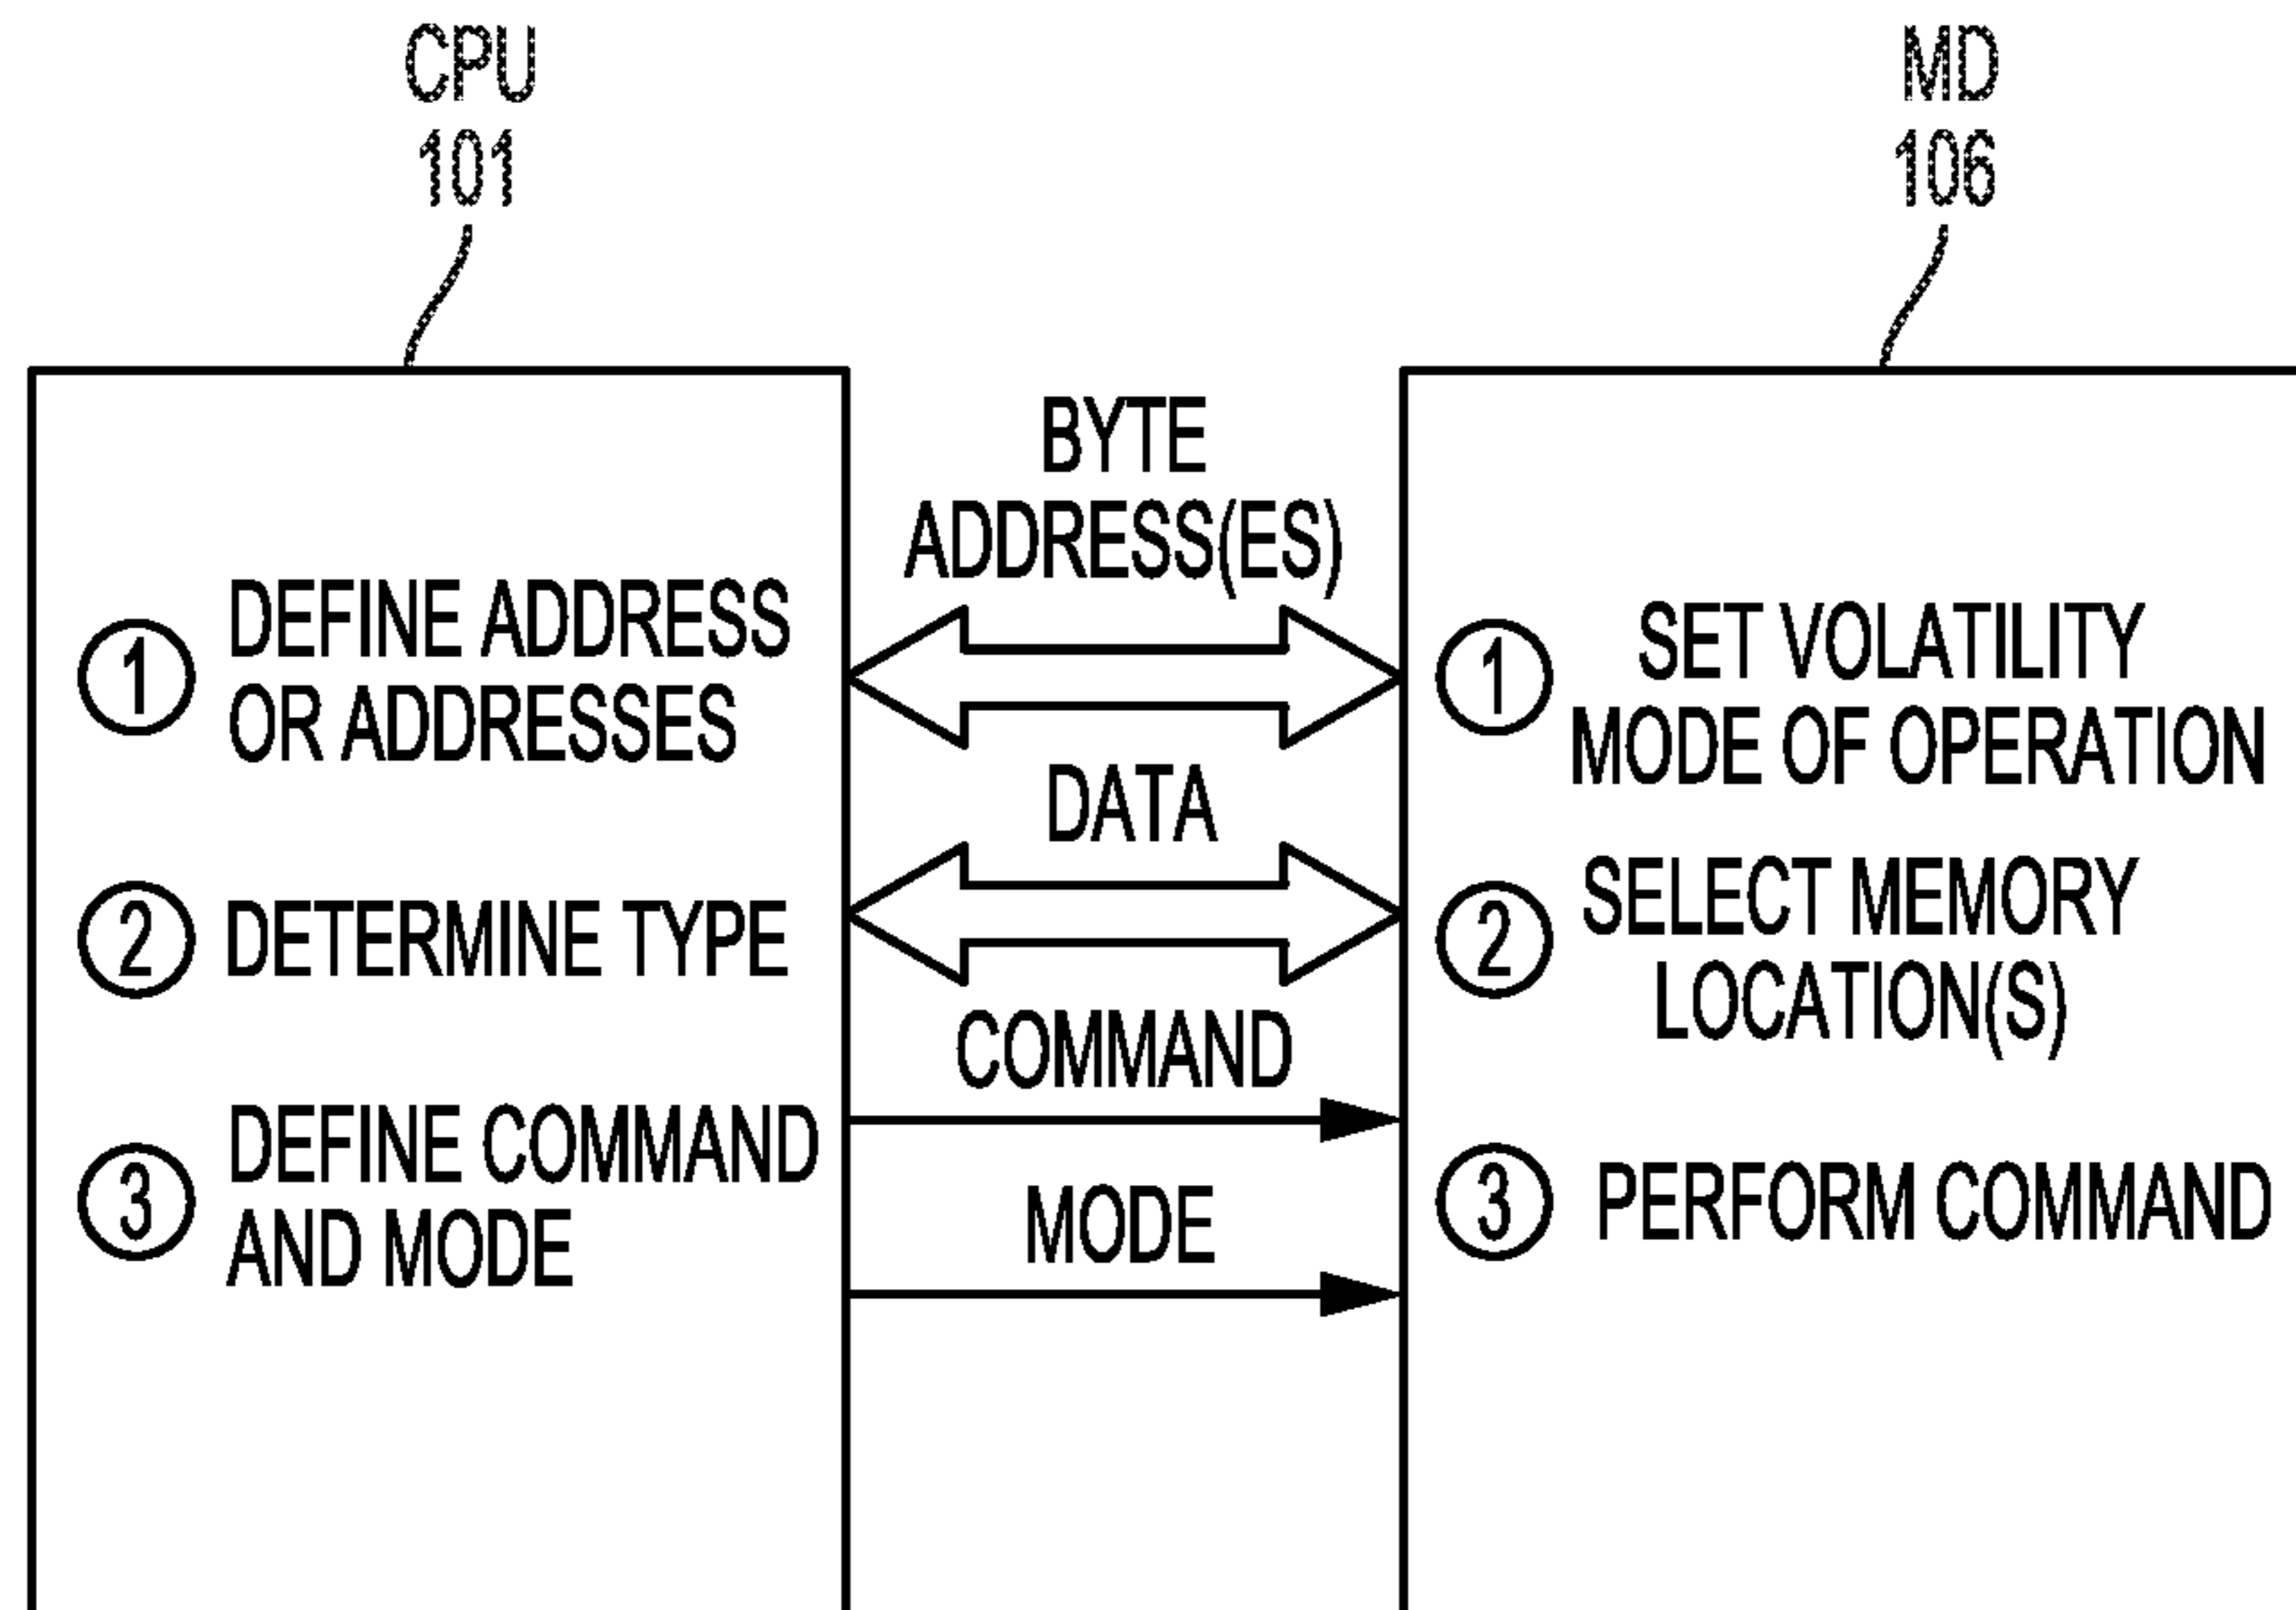 CPU
101
MD
106
① DEFINE ADDRESS
OR ADDRESSES
② DETERMINE TYPE
③ DEFINE COMMAND
AND MODE
BYTE
ADDRESS(ES)
DATA
COMMAND
MODE
① SET VOLATILITY
MODE OF OPERATION
② SELECT MEMORY
LOCATION(S)
③ PERFORM COMMAND